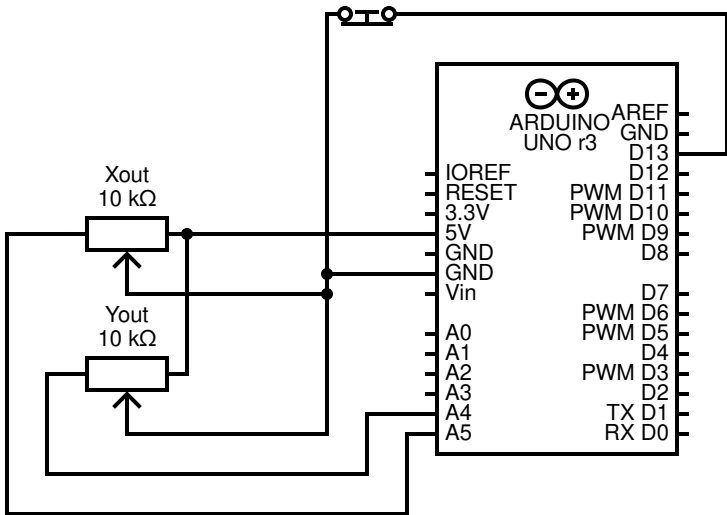 Xout
10 kΩ
Yout
10 kΩ
ARDUINO
UNO r3
IOREF
RESET
3.3V
5V
GND
GND
Vin
A0
A1
A2
A3
A4
A5
AREF
GND
D13
D12
PWM D11
PWM D10
PWM D9
D8
D7
PWM D6
PWM D5
D4
PWM D3
D2
TX D1
RX D0